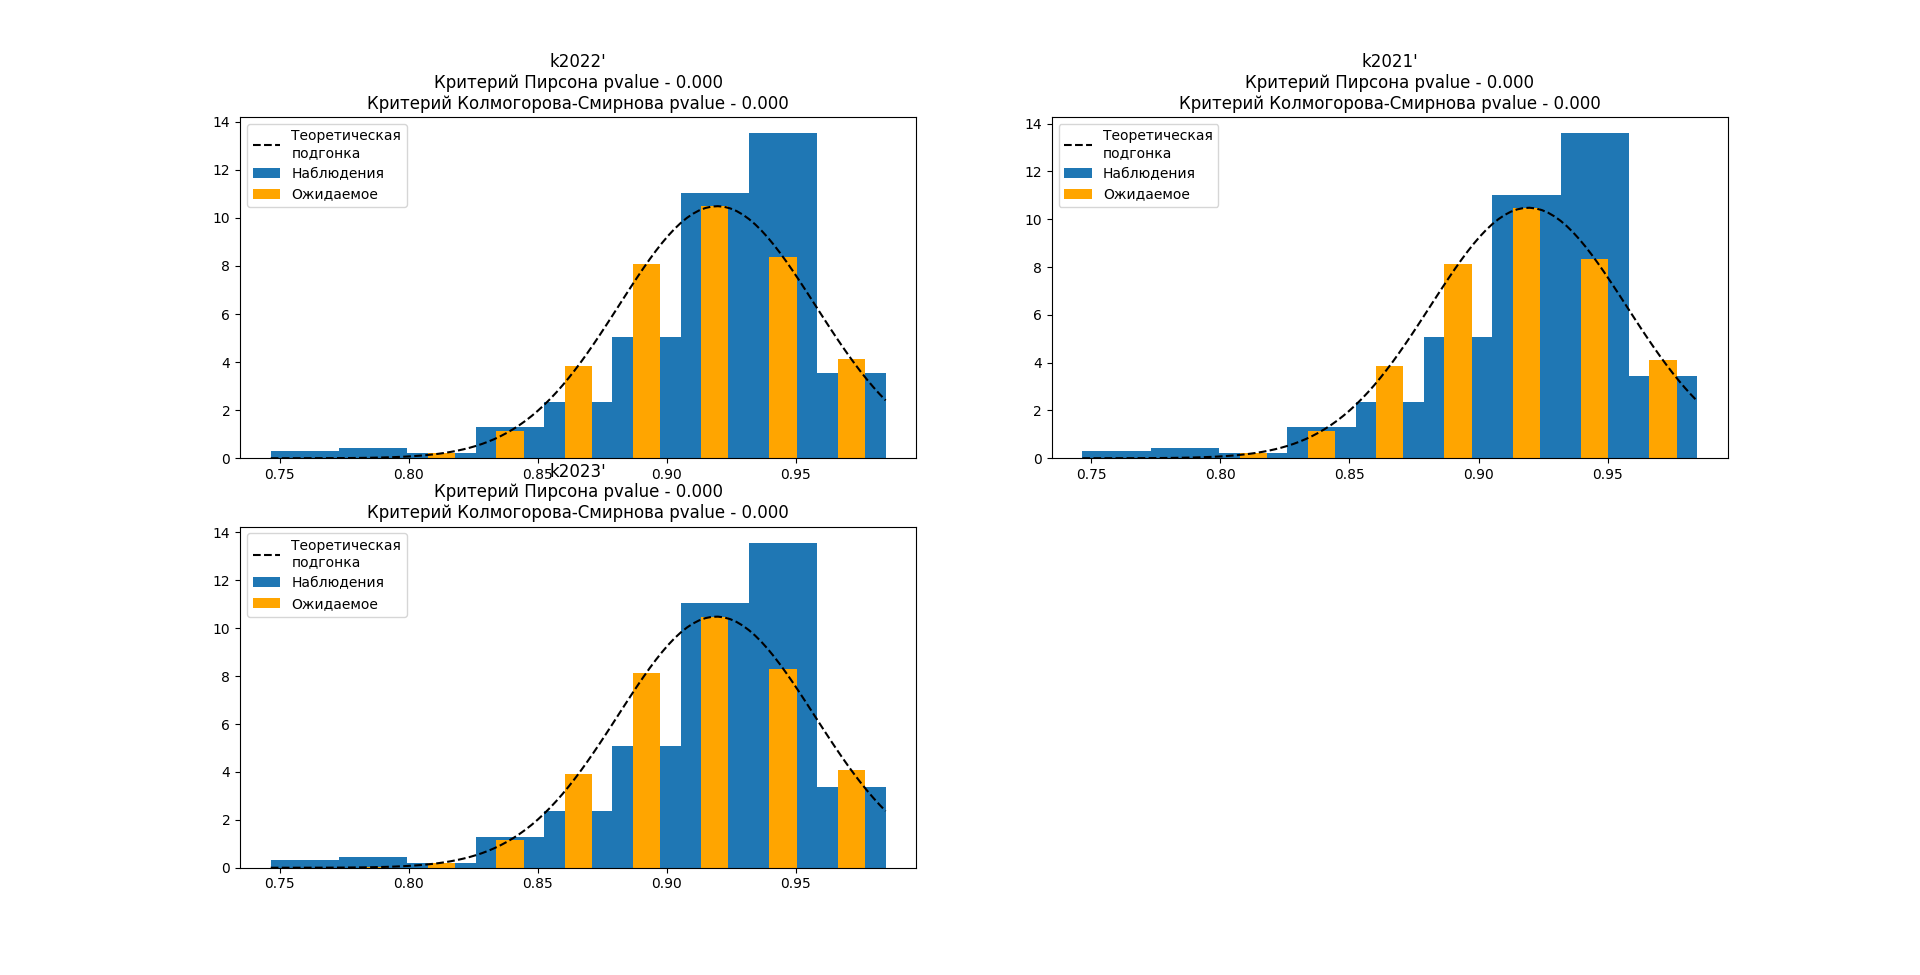 k2022'
Критерий Пирсона pvalue - 0.000
Критерий Колмогорова-Смирнова pvalue - 0.000
14
12
10
8
6
4
2
0
Теоретическая
подгонка
Наблюдения
Ожидаемое
0.75 0.80 0.85 0.90 0.95
k2021'
Критерий Пирсона pvalue - 0.000
Критерий Колмогорова-Смирнова pvalue - 0.000
14
12
10
8
6
4
2
0
Теоретическая
подгонка
Наблюдения
Ожидаемое
0.75 0.80 0.85 0.90 0.95
k2023'
Критерий Пирсона pvalue - 0.000
Критерий Колмогорова-Смирнова pvalue - 0.000
14
12
10
8
6
4
2
0
Теоретическая
подгонка
Наблюдения
Ожидаемое
0.75 0.80 0.85 0.90 0.95